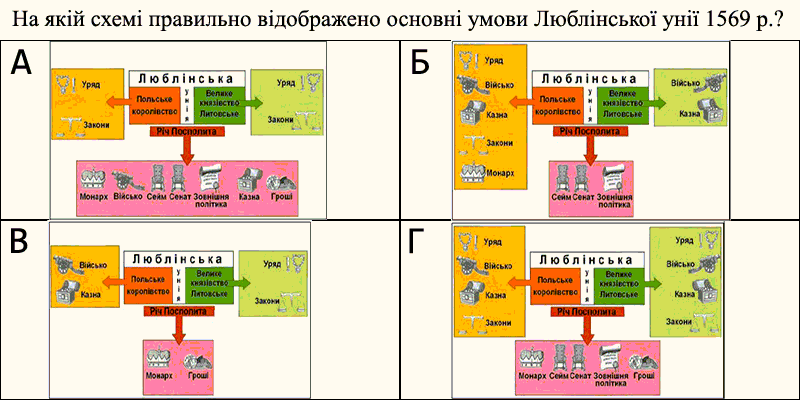 На якій схемі правильно відображено основні умови Люблінської унії 1569 р.?
А
Уряд
Закони
Люблінська
унія
Польське
королівство
Велике
князівство
Литовське
Уряд
Закони
Річ Посполита
Монарх Військо Сейм Сенат Зовнішня політика Казна Гроші
Б
Уряд
Військо
Казна
Закони
Монарх
Люблінська
унія
Польське
королівство
Велике
князівство
Литовське
Військо
Казна
Річ Посполита
Сейм Сенат Зовнішня політика
В
Військо
Казна
Люблінська
унія
Польське
королівство
Велике
князівство
Литовське
Уряд
Закони
Річ Посполита
Монарх Гроші
Г
Уряд
Військо
Казна
Закони
Люблінська
унія
Польське
королівство
Велике
князівство
Литовське
Уряд
Військо
Казна
Закони
Річ Посполита
Монарх Сейм Сенат Зовнішня політика Гроші